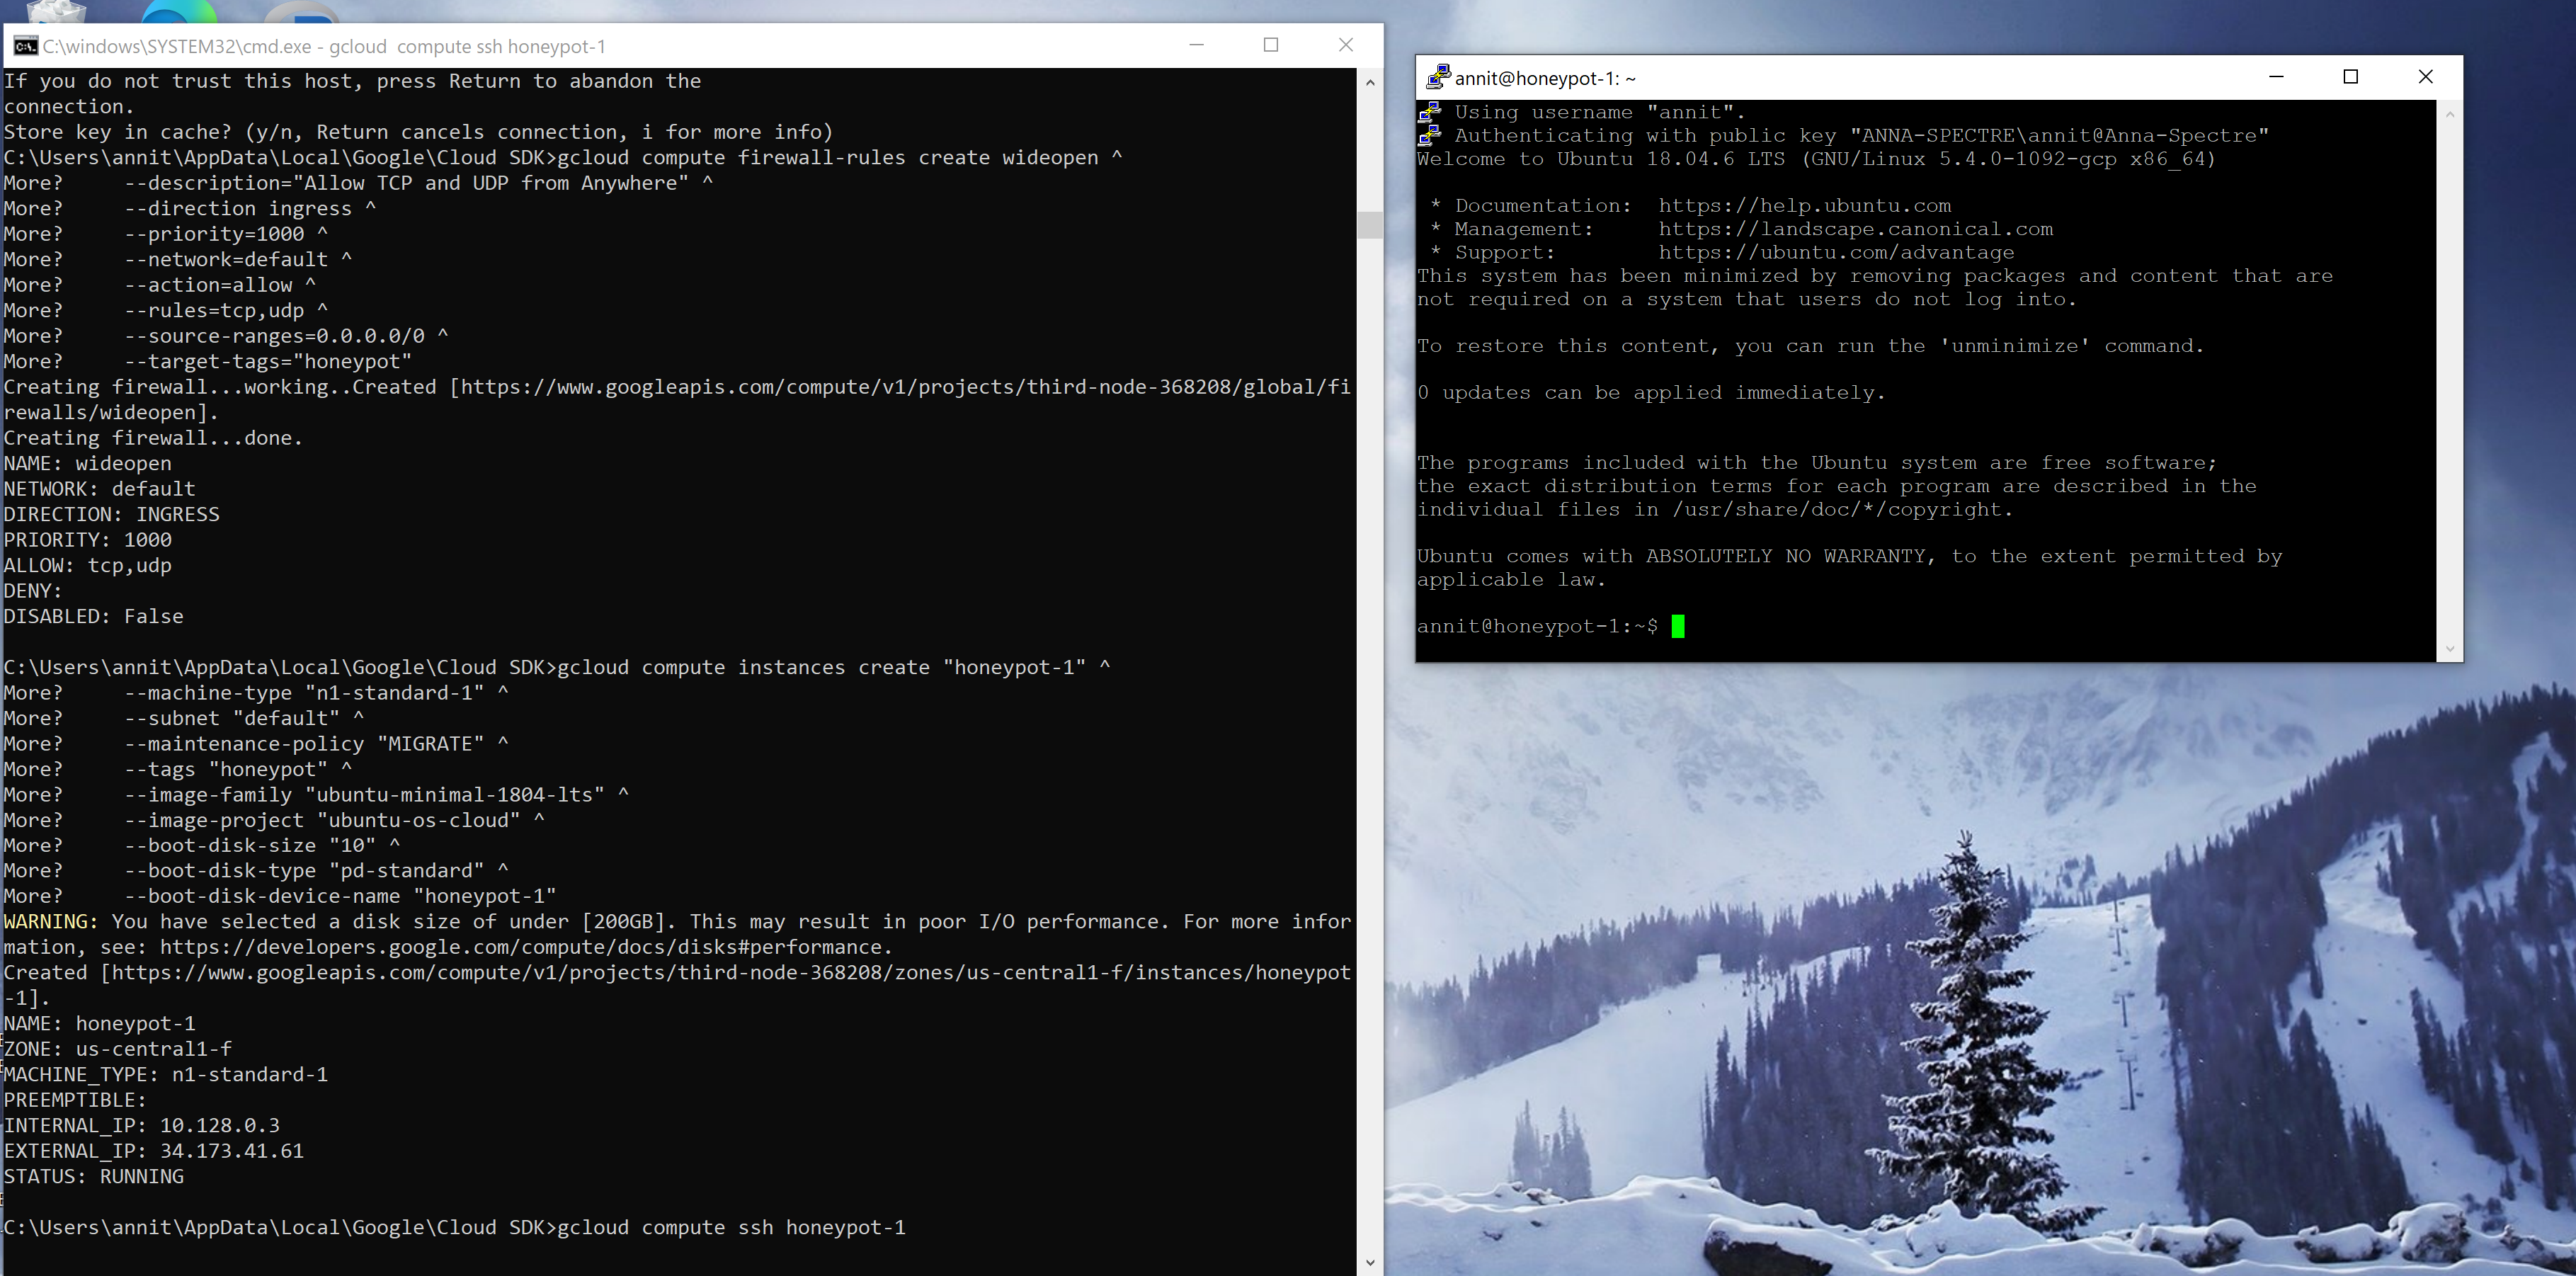 C:\windows\SYSTEM32\cmd.exe - gcloud  compute ssh honeypot-1
If you do not trust this host, press Return to abandon the
connection.
Store key in cache? (y/n, Return cancels connection, i for more info)
C:\Users\annit\AppData\Local\Google\Cloud SDK>gcloud compute firewall-rules create wideopen ^
More?     --description="Allow TCP and UDP from Anywhere" ^
More?     --direction ingress ^
More?     --priority=1000 ^
More?     --network=default ^
More?     --action=allow ^
More?     --rules=tcp,udp ^
More?     --source-ranges=0.0.0.0/0 ^
More?     --target-tags="honeypot"
Creating firewall...working..Created [https://www.googleapis.com/compute/v1/projects/third-node-368208/global/fi
rewalls/wideopen].
Creating firewall...done.
NAME: wideopen
NETWORK: default
DIRECTION: INGRESS
PRIORITY: 1000
ALLOW: tcp,udp
DENY:
DISABLED: False
C:\Users\annit\AppData\Local\Google\Cloud SDK>gcloud compute instances create "honeypot-1" ^
More?     --machine-type "n1-standard-1" ^
More?     --subnet "default" ^
More?     --maintenance-policy "MIGRATE" ^
More?     --tags "honeypot" ^
More?     --image-family "ubuntu-minimal-1804-lts" ^
More?     --image-project "ubuntu-os-cloud" ^
More?     --boot-disk-size "10" ^
More?     --boot-disk-type "pd-standard" ^
More?     --boot-disk-device-name "honeypot-1"
WARNING: You have selected a disk size of under [200GB]. This may result in poor I/O performance. For more infor
mation, see: https://developers.google.com/compute/docs/disks#performance.
Created [https://www.googleapis.com/compute/v1/projects/third-node-368208/zones/us-central1-f/instances/honeypot
-1].
NAME: honeypot-1
ZONE: us-central1-f
MACHINE_TYPE: n1-standard-1
PREEMPTIBLE:
INTERNAL_IP: 10.128.0.3
EXTERNAL_IP: 34.173.41.61
STATUS: RUNNING
C:\Users\annit\AppData\Local\Google\Cloud SDK>gcloud compute ssh honeypot-1
annit@honeypot-1: ~
Using username "annit".
Authenticating with public key "ANNA-SPECTRE\annit@Anna-Spectre"
Welcome to Ubuntu 18.04.6 LTS (GNU/Linux 5.4.0-1092-gcp x86_64)
* Documentation:  https://help.ubuntu.com
* Management:     https://landscape.canonical.com
* Support:        https://ubuntu.com/advantage
This system has been minimized by removing packages and content that are
not required on a system that users do not log into.
To restore this content, you can run the 'unminimize' command.
0 updates can be applied immediately.
The programs included with the Ubuntu system are free software;
the exact distribution terms for each program are described in the
individual files in /usr/share/doc/*/copyright.
Ubuntu comes with ABSOLUTELY NO WARRANTY, to the extent permitted by
applicable law.
annit@honeypot-1:~$